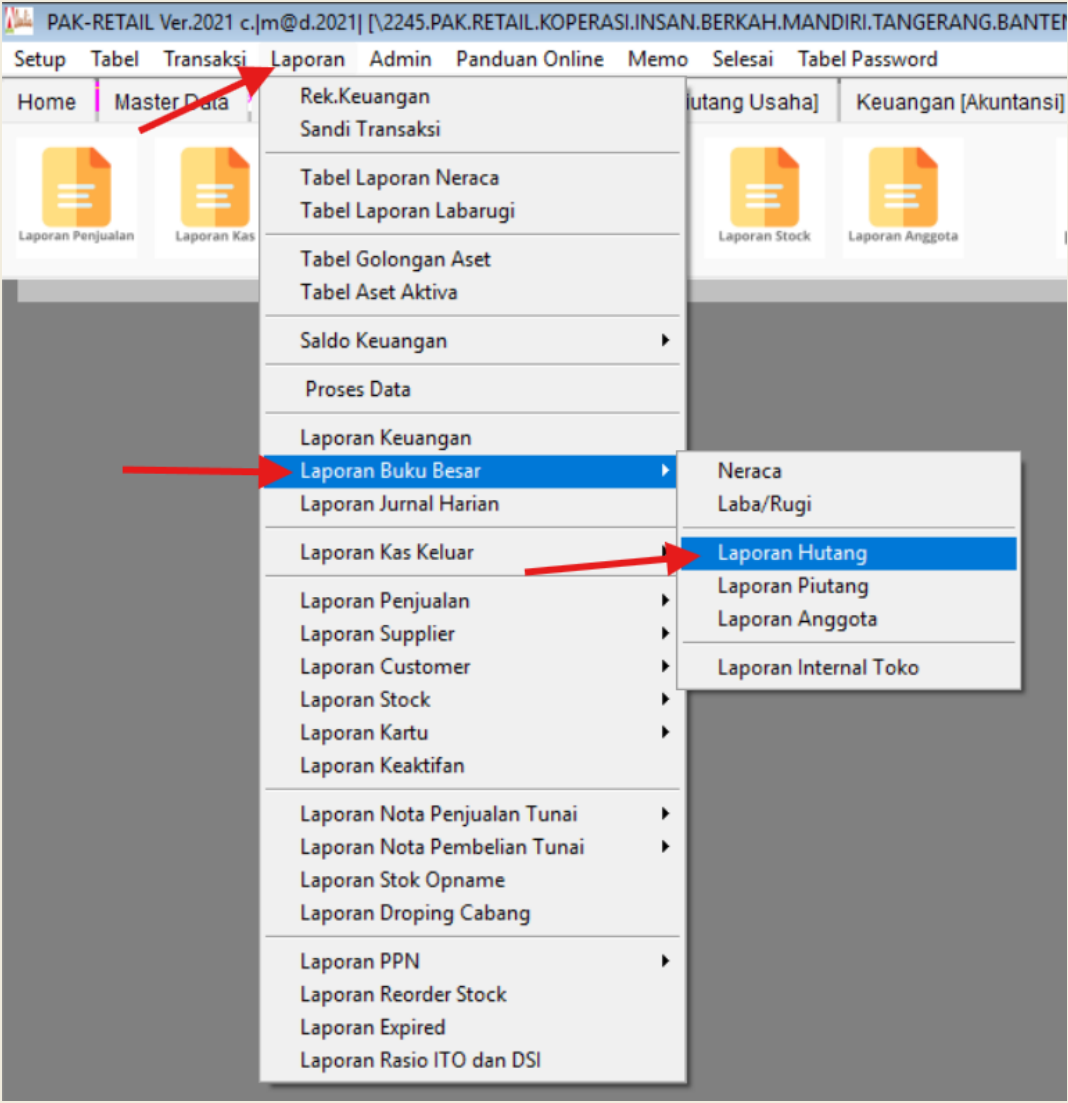 PAK-RETAIL Ver.2021 c.|m@d.2021| [\2245.PAK.RETAIL.KOPERASI.INSAN.BERKAH.MANDIRI.TANGERANG.BANTEN
Setup Tabel Transaksi Laporan Admin Panduan Online Memo Selesai Tabel Password
Home Master Data utang Usaha] Keuangan [Akuntansi]
Laporan Penjualan
Laporan Kas
Laporan Stock
Laporan Anggota
Rek.Keuangan
Sandi Transaksi
Tabel Laporan Neraca
Tabel Laporan Labarugi
Tabel Golongan Aset
Tabel Aset Aktiva
Saldo Keuangan
Proses Data
Laporan Keuangan
Laporan Buku Besar
Laporan Jurnal Harian
Laporan Kas Keluar
Laporan Penjualan
Laporan Supplier
Laporan Customer
Laporan Stock
Laporan Kartu
Laporan Keaktifan
Laporan Nota Penjualan Tunai
Laporan Nota Pembelian Tunai
Laporan Stok Opname
Laporan Droping Cabang
Laporan PPN
Laporan Reorder Stock
Laporan Expired
Laporan Rasio ITO dan DSI
Neraca
Laba/Rugi
Laporan Hutang
Laporan Piutang
Laporan Anggota
Laporan Internal Toko